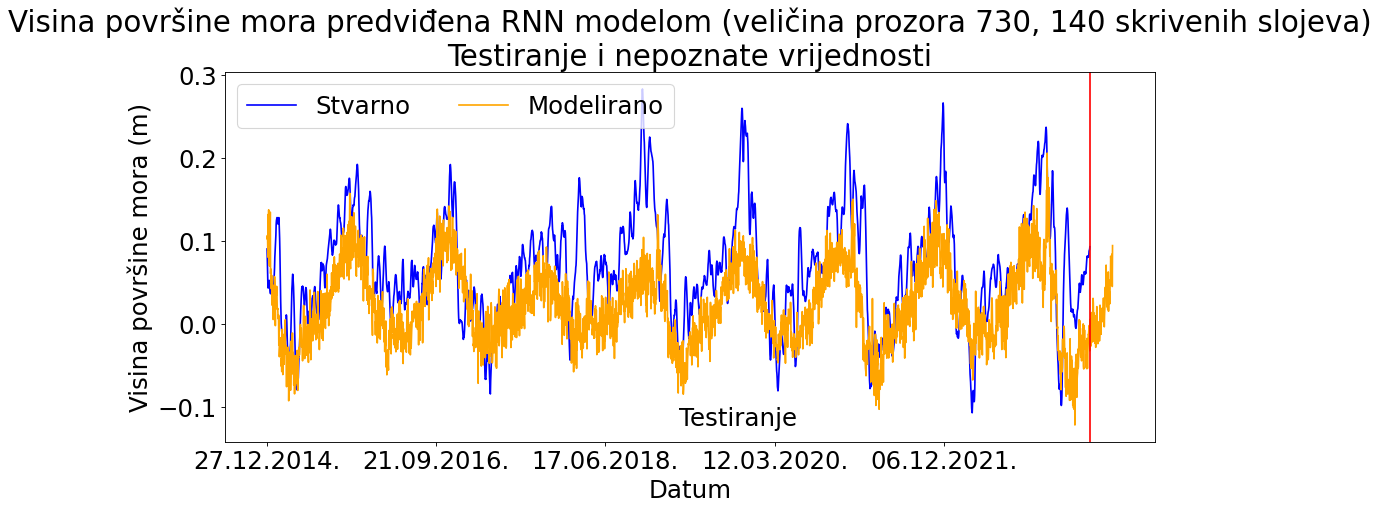 Visina površine mora predviđena RNN modelom (veličina prozora 730, 140 skrivenih slojeva)
Testiranje i nepoznate vrijednosti
Stvarno Modelirano
Visina površine mora (m)
0.3
0.2
0.1
0.0
−0.1
Testiranje
27.12.2014. 21.09.2016. 17.06.2018. 12.03.2020. 06.12.2021.
Datum